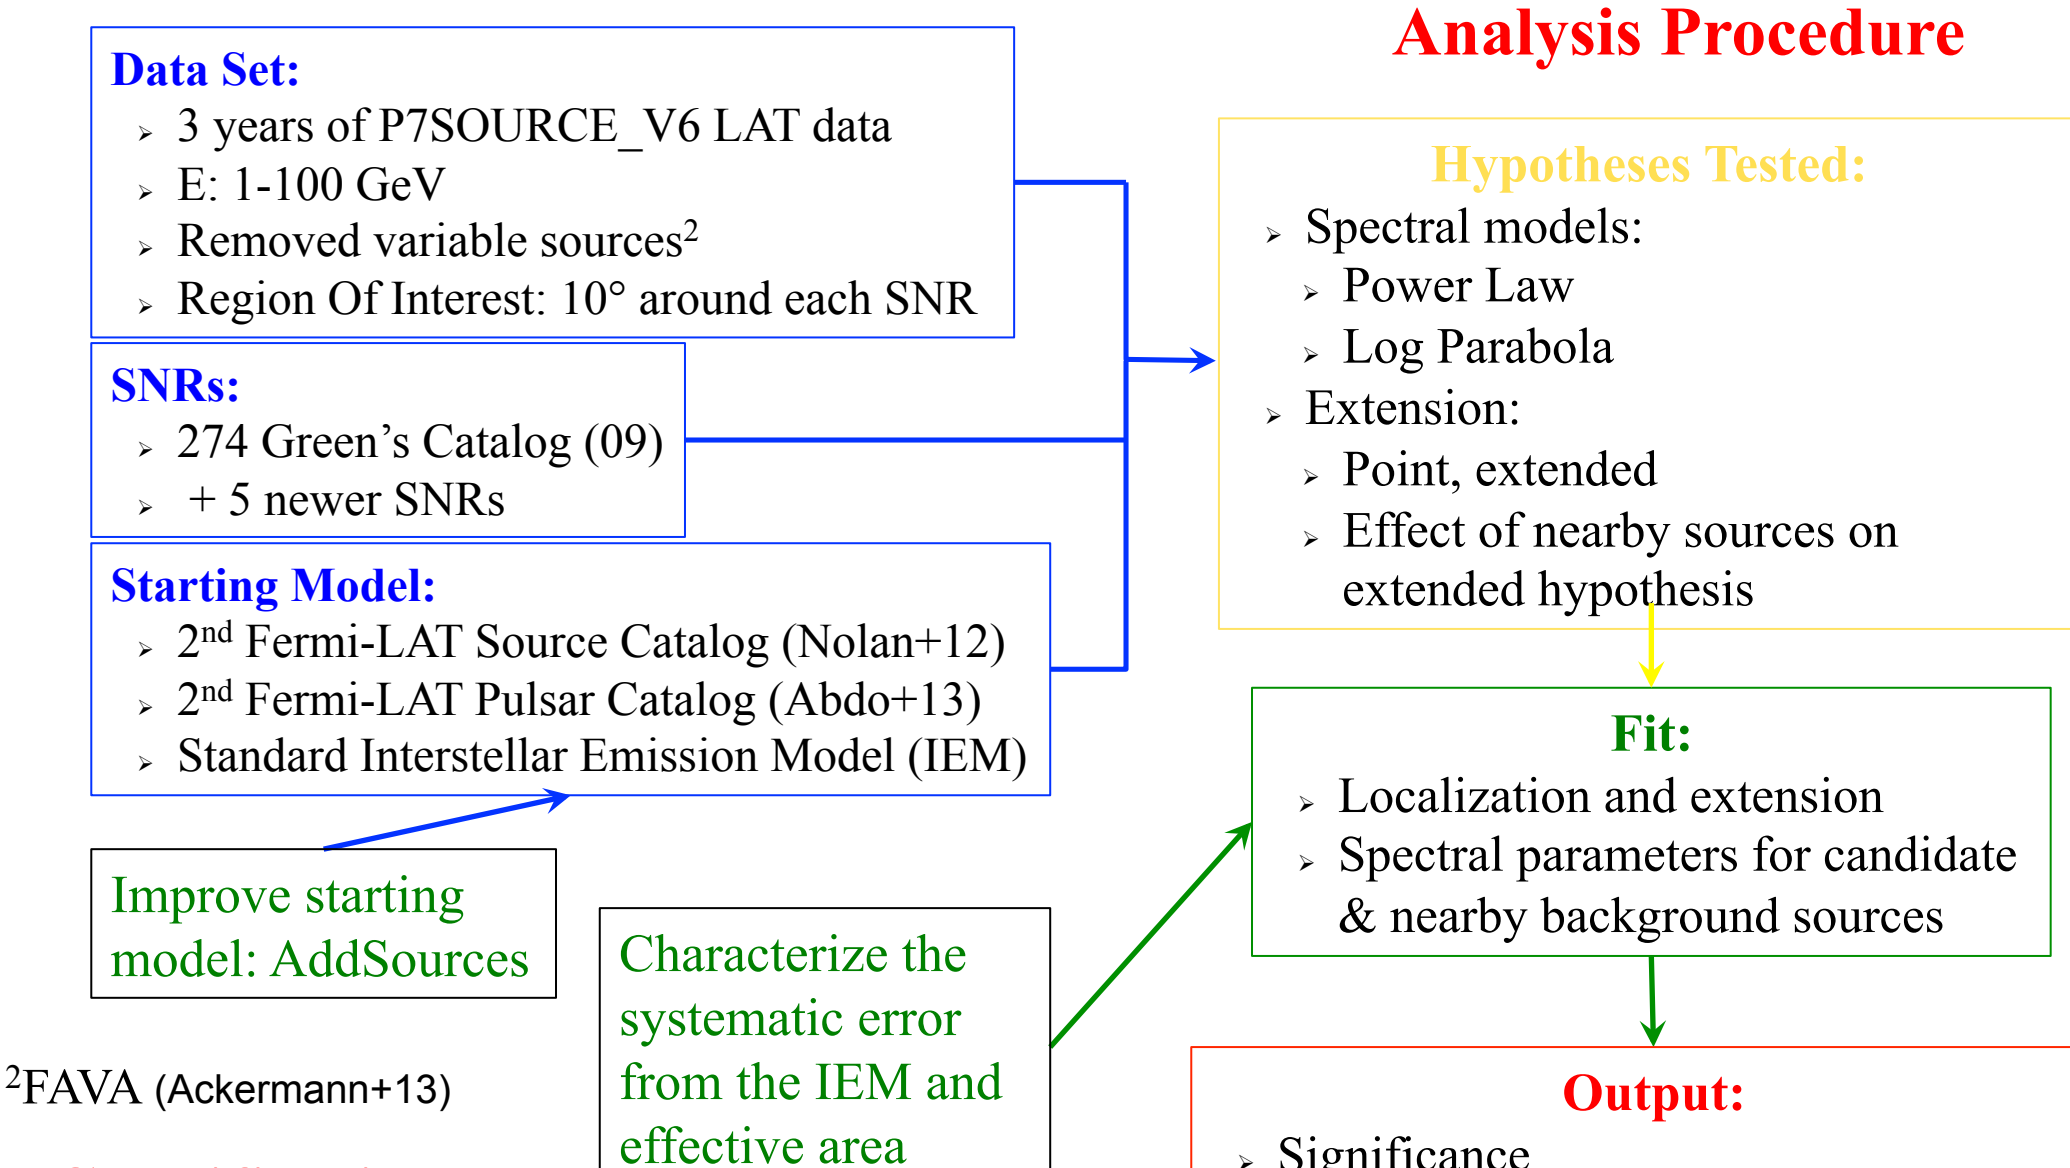 Analysis Procedure
Data Set:
3 years of P7SOURCE_V6 LAT data
E: 1-100 GeV
Removed variable sources²
Region Of Interest: 10° around each SNR
SNRs:
274 Green’s Catalog (09)
+ 5 newer SNRs
Starting Model:
2nd Fermi-LAT Source Catalog (Nolan+12)
2nd Fermi-LAT Pulsar Catalog (Abdo+13)
Standard Interstellar Emission Model (IEM)
Improve starting
model: AddSources
Characterize the
systematic error
from the IEM and
effective area
²FAVA (Ackermann+13)
Hypotheses Tested:
Spectral models:
Power Law
Log Parabola
Extension:
Point, extended
Effect of nearby sources on
extended hypothesis
Fit:
Localization and extension
Spectral parameters for candidate
& nearby background sources
Output:
Significance